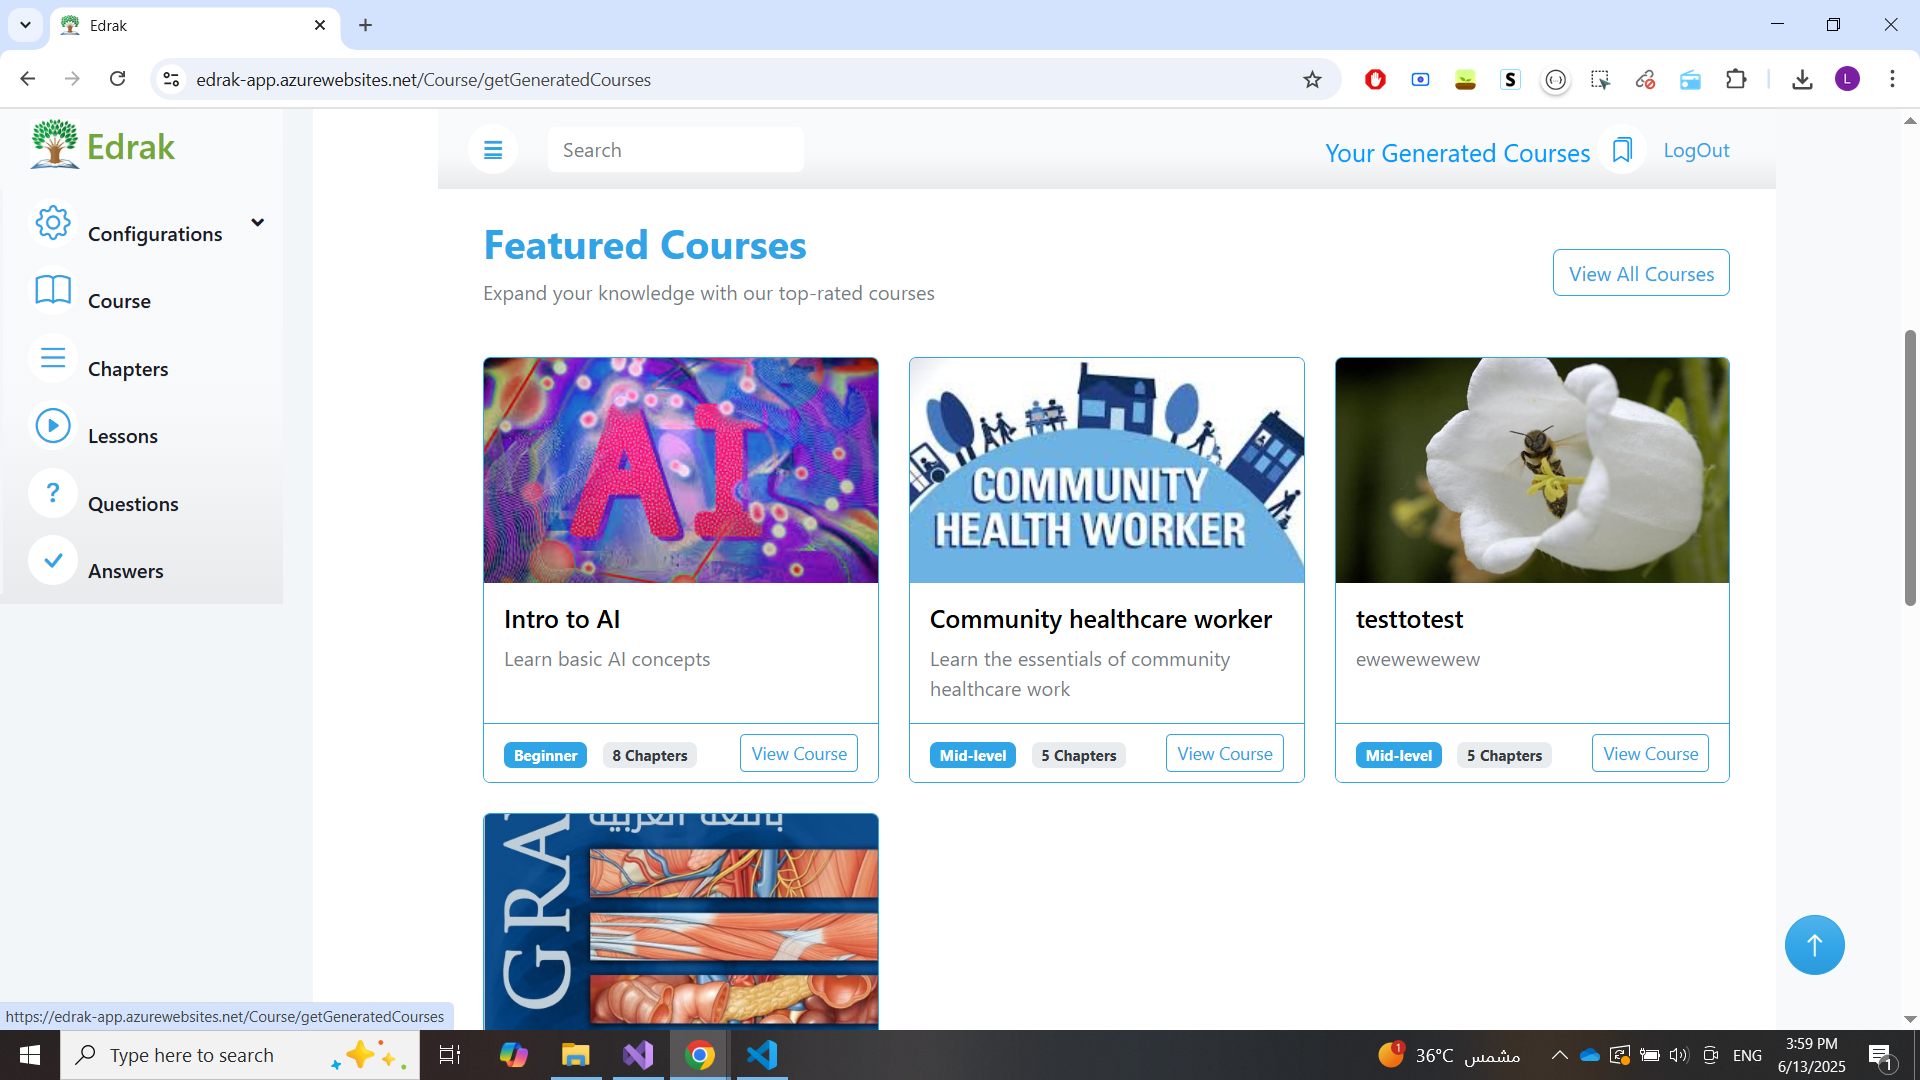 Edrak
edrak-app.azurewebsites.net/Course/getGeneratedCourses
L
Edrak
Search
Your Generated Courses
LogOut
Configurations
Course
Chapters
Lessons
Questions
Answers
Featured Courses
Expand your knowledge with our top-rated courses
View All Courses
AI
Intro to AI
Learn basic AI concepts
Beginner
8 Chapters
View Course
COMMUNITY
HEALTH WORKER
Community healthcare worker
Learn the essentials of community
healthcare work
Mid-level
5 Chapters
View Course
testtotest
ewewewewew
Mid-level
5 Chapters
View Course
باللغة العربية
GRA
https://edrak-app.azurewebsites.net/Course/getGeneratedCourses
Type here to search
1
36°C مشمس
ENG
3:59 PM
6/13/2025
1